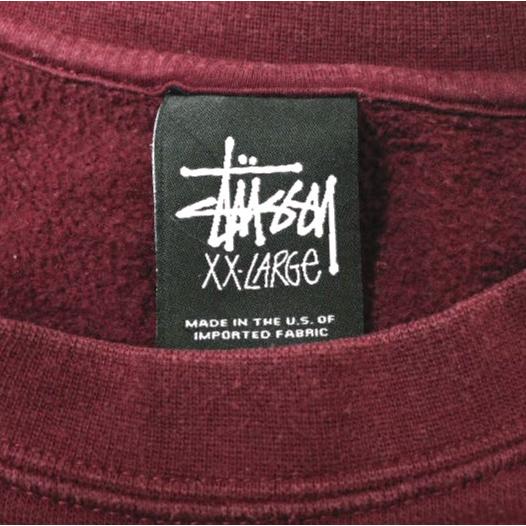 Stüssy
XX-LARGE
MADE IN THE U.S. OF
IMPORTED FABRIC